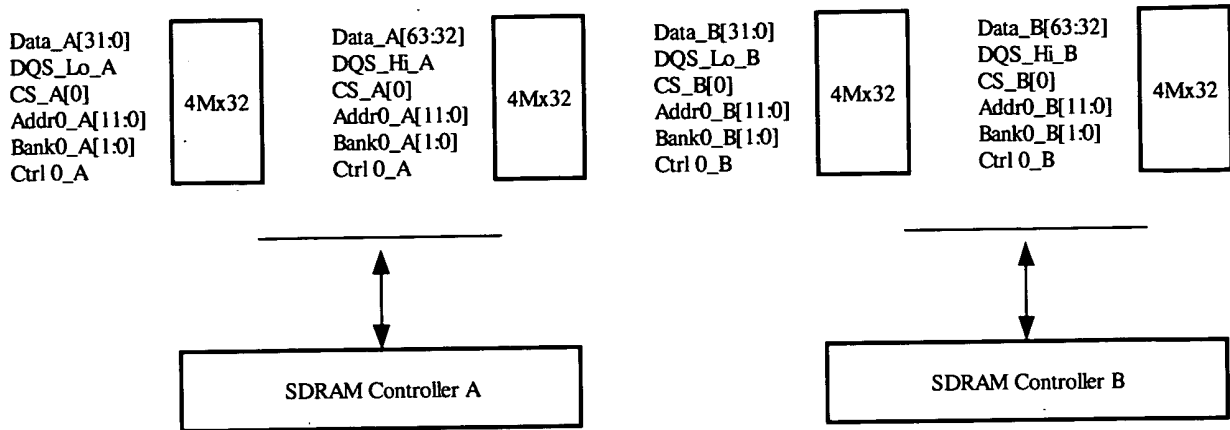 Data_A[31:0]
DQS_Lo_A
CS_A[0]
Addr0_A[11:0]
Bank0_A[1:0]
Ctrl 0_A
4Mx32
Data_A[63:32]
DQS_Hi_A
CS_A[0]
Addr0_A[11:0]
Bank0_A[1:0]
Ctrl 0_A
4Mx32
Data_B[31:0]
DQS_Lo_B
CS_B[0]
Addr0_B[11:0]
Bank0_B[1:0]
Ctrl 0_B
4Mx32
Data_B[63:32]
DQS_Hi_B
CS_B[0]
Addr0_B[11:0]
Bank0_B[1:0]
Ctrl 0_B
4Mx32
SDRAM Controller A
SDRAM Controller B